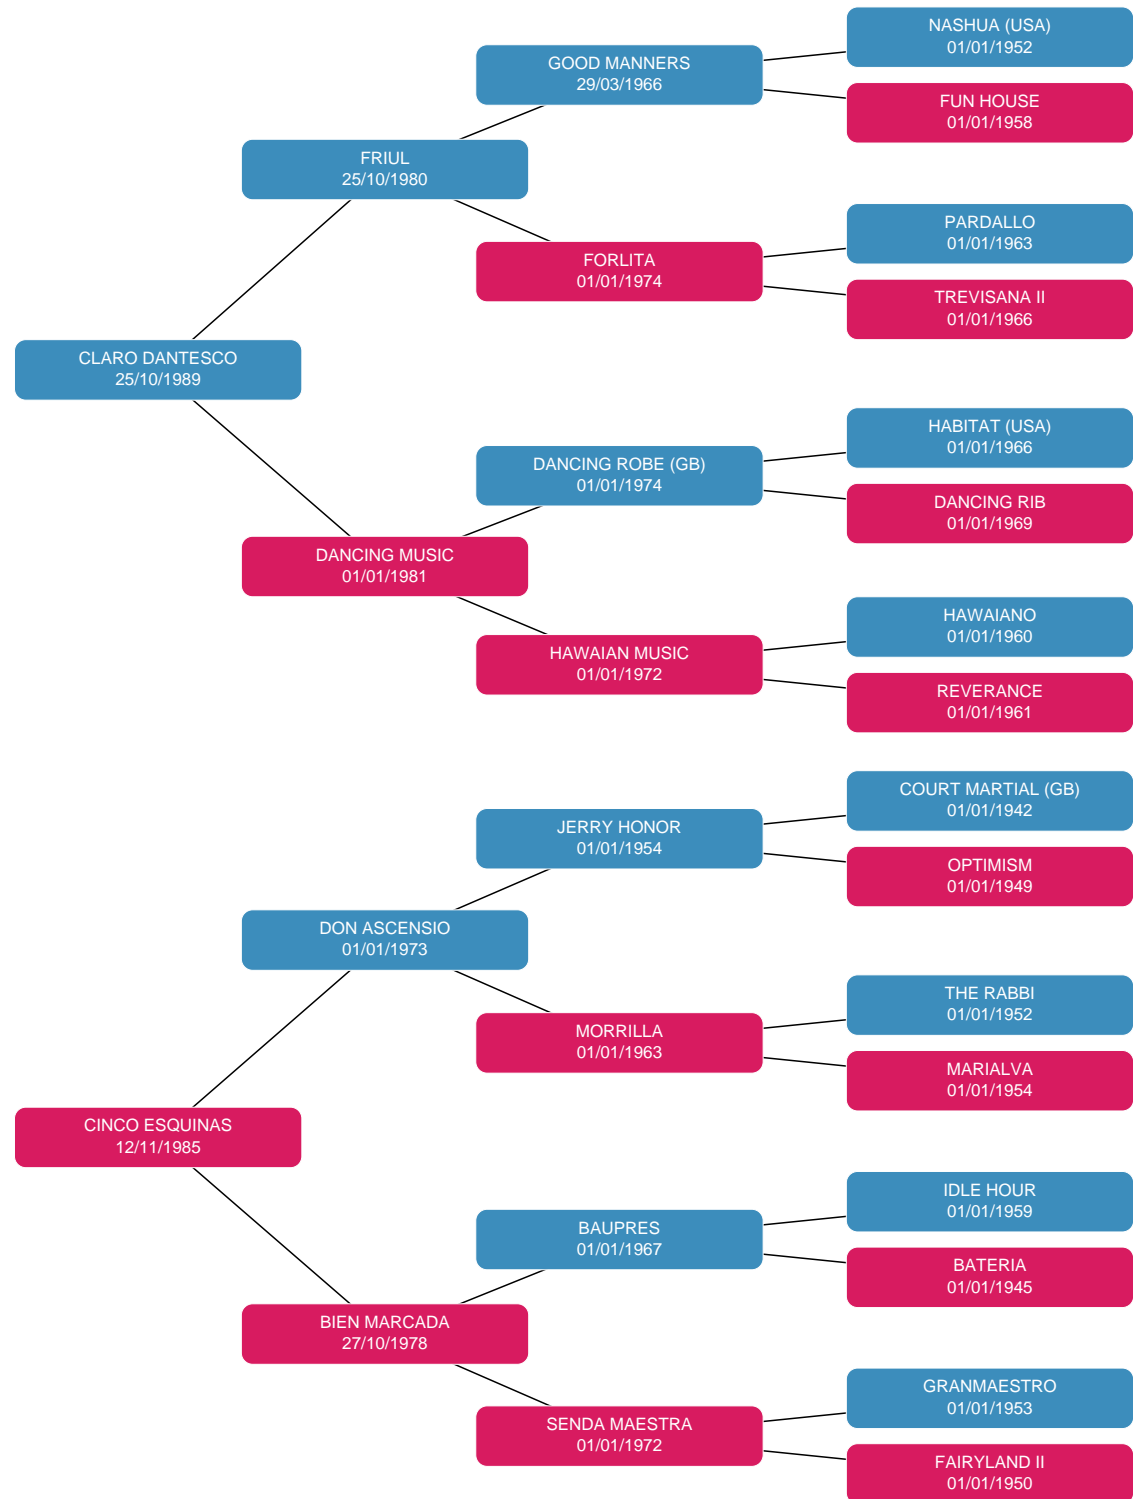 NASHUA (USA)
01/01/1952
GOOD MANNERS
29/03/1966
FUN HOUSE
01/01/1958
FRIUL
25/10/1980
PARDALLO
01/01/1963
FORLITA
01/01/1974
TREVISANA II
01/01/1966
CLARO DANTESCO
25/10/1989
HABITAT (USA)
01/01/1966
DANCING ROBE (GB)
01/01/1974
DANCING RIB
01/01/1969
DANCING MUSIC
01/01/1981
HAWAIANO
01/01/1960
HAWAIAN MUSIC
01/01/1972
REVERANCE
01/01/1961
COURT MARTIAL (GB)
01/01/1942
JERRY HONOR
01/01/1954
OPTIMISM
01/01/1949
DON ASCENSIO
01/01/1973
THE RABBI
01/01/1952
MORRILLA
01/01/1963
MARIALVA
01/01/1954
CINCO ESQUINAS
12/11/1985
IDLE HOUR
01/01/1959
BAUPRES
01/01/1967
BATERIA
01/01/1945
BIEN MARCADA
27/10/1978
GRANMAESTRO
01/01/1953
SENDA MAESTRA
01/01/1972
FAIRYLAND II
01/01/1950